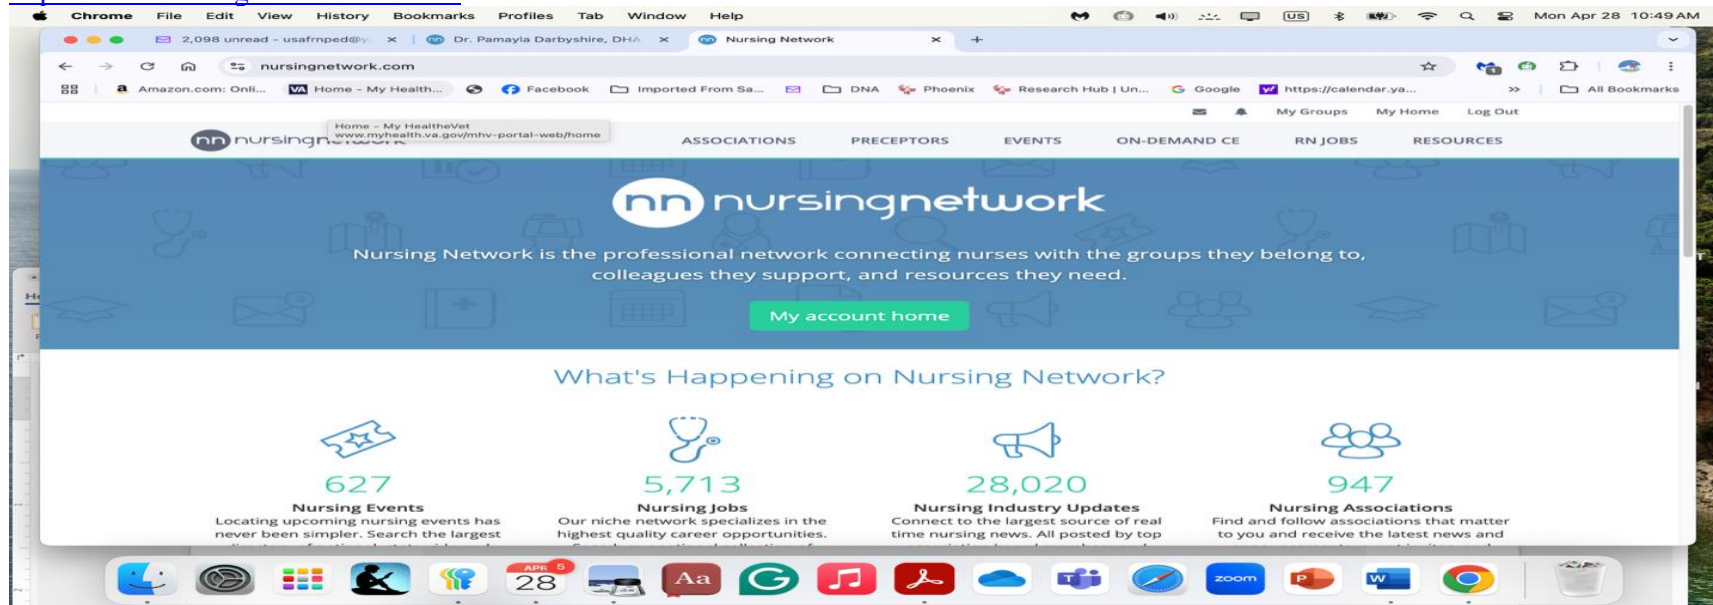 Chrome File Edit View History Bookmarks Profiles Tab Window Help US Mon Apr 28 10:49 AM
2,098 unread - usafrnped@y Dr. Pamayla Darbyshire, DHA Nursing Network
nursingnetwork.com
Amazon.com: Onli... VA Home - My Health... Facebook Imported From Sa... DNA Phoenix Research Hub | Un... Google https://calendar.ya... >> All Bookmarks
My Groups My Home Log Out
Home - My HealtheVet
www.myhealth.va.gov/mhv-portal-web/home
nn nursingnetwork ASSOCIATIONS PRECEPTORS EVENTS ON-DEMAND CE RN JOBS RESOURCES
nn nursingnetwork
Nursing Network is the professional network connecting nurses with the groups they belong to,
colleagues they support, and resources they need.
My account home
What's Happening on Nursing Network?
627 5,713 28,020 947
Nursing Events Nursing Jobs Nursing Industry Updates Nursing Associations
Locating upcoming nursing events has Our niche network specializes in the Connect to the largest source of real Find and follow associations that matter
never been simpler. Search the largest highest quality career opportunities. time nursing news. All posted by top to you and receive the latest news and
APR 5
28 Aa zoom